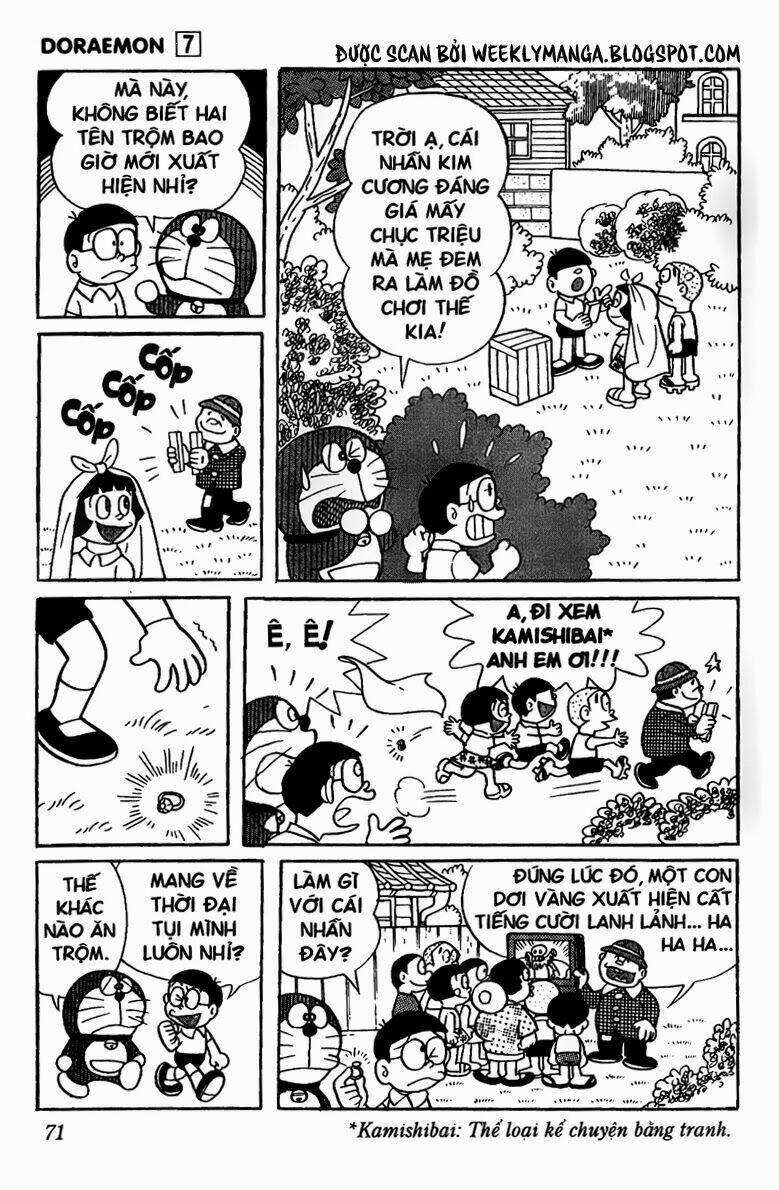 DORAEMON 7
ĐƯỢC SCAN BỞI WEEKLYMANGA.BLOGSPOT.COM
MÀ NÀY,
KHÔNG BIẾT HAI
TÊN TRỘM BAO
GIỜ MỚI XUẤT
HIỆN NHỈ?
TRỜI Ạ, CÁI
NHẪN KIM
CƯƠNG ĐÁNG
GIÁ MẤY
CHỤC TRIỆU
MÀ MẸ ĐEM
RA LÀM ĐỒ
CHƠI THẾ
KIA!
CỐP
CỐP
CỐP
Ê, Ê!
A, ĐI XEM
KAMISHIBAI*
ANH EM ƠI!!!
THẾ
KHÁC
NÀO ĂN
TRỘM.
MANG VỀ
THỜI ĐẠI
TỤI MÌNH
LUÔN NHỈ?
LÀM GÌ
VỚI CÁI
NHẪN
ĐÂY?
ĐÚNG LÚC ĐÓ, MỘT CON
DƠI VÀNG XUẤT HIỆN CẤT
TIẾNG CƯỜI LANH LẢNH... HA
HA HA...
71
*Kamishibai: Thể loại kể chuyện bằng tranh.